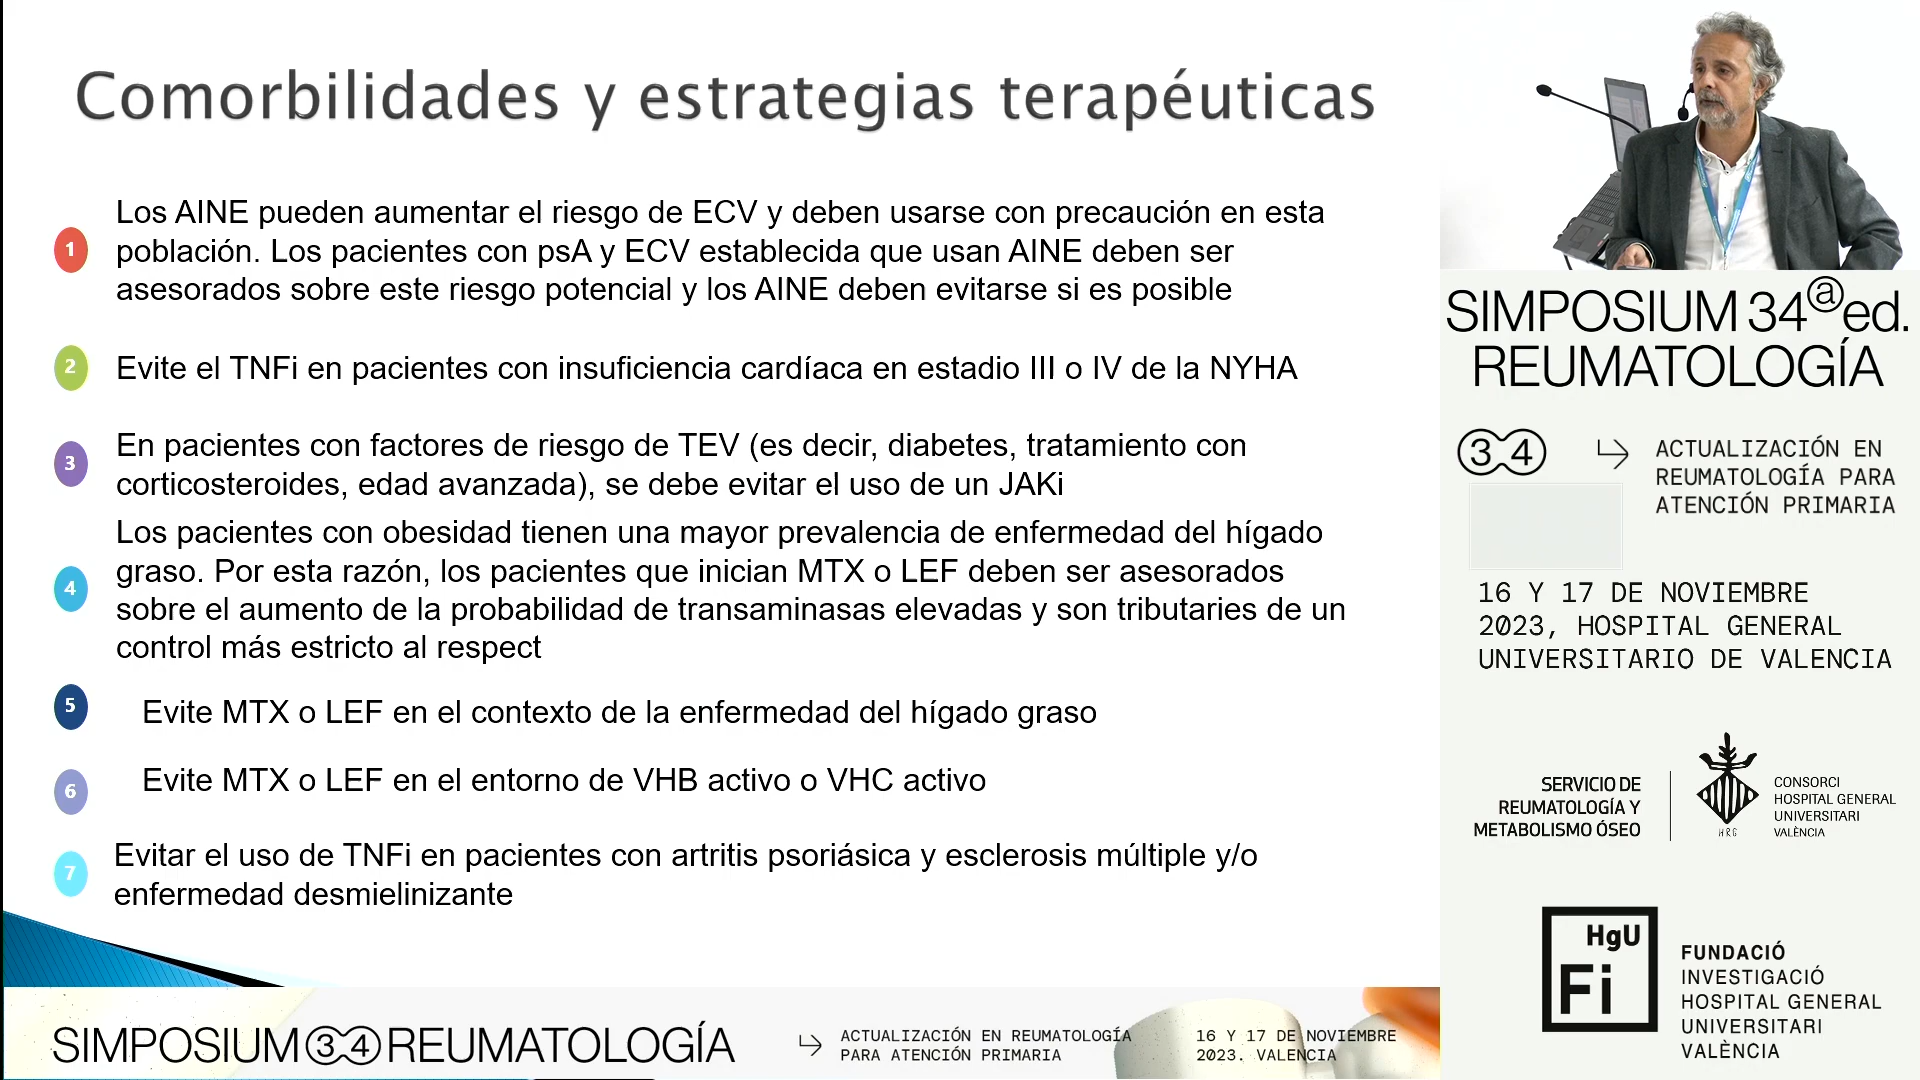 Comorbilidades y estrategias terapéuticas
1
Los AINE pueden aumentar el riesgo de ECV y deben usarse con precaución en esta
población. Los pacientes con psA y ECV establecida que usan AINE deben ser
asesorados sobre este riesgo potencial y los AINE deben evitarse si es posible
2
Evite el TNFi en pacientes con insuficiencia cardíaca en estadio III o IV de la NYHA
3
En pacientes con factores de riesgo de TEV (es decir, diabetes, tratamiento con
corticosteroides, edad avanzada), se debe evitar el uso de un JAKi
4
Los pacientes con obesidad tienen una mayor prevalencia de enfermedad del hígado
graso. Por esta razón, los pacientes que inician MTX o LEF deben ser asesorados
sobre el aumento de la probabilidad de transaminasas elevadas y son tributaries de un
control más estricto al respect
5
Evite MTX o LEF en el contexto de la enfermedad del hígado graso
6
Evite MTX o LEF en el entorno de VHB activo o VHC activo
7
Evitar el uso de TNFi en pacientes con artritis psoriásica y esclerosis múltiple y/o
enfermedad desmielinizante
SIMPOSIUM 34 REUMATOLOGÍA
ACTUALIZACIÓN EN REUMATOLOGÍA
PARA ATENCIÓN PRIMARIA
16 Y 17 DE NOVIEMBRE
2023. VALENCIA
SIMPOSIUM 34ⓐed.
REUMATOLOGÍA
34
ACTUALIZACIÓN EN
REUMATOLOGÍA PARA
ATENCIÓN PRIMARIA
16 Y 17 DE NOVIEMBRE
2023, HOSPITAL GENERAL
UNIVERSITARIO DE VALENCIA
SERVICIO DE
REUMATOLOGÍA Y
METABOLISMO ÓSEO
HRG
CONSORCI
HOSPITAL GENERAL
UNIVERSITARI
VALÈNCIA
HgU
Fi
FUNDACIÓ
INVESTIGACIÓ
HOSPITAL GENERAL
UNIVERSITARI
VALÈNCIA